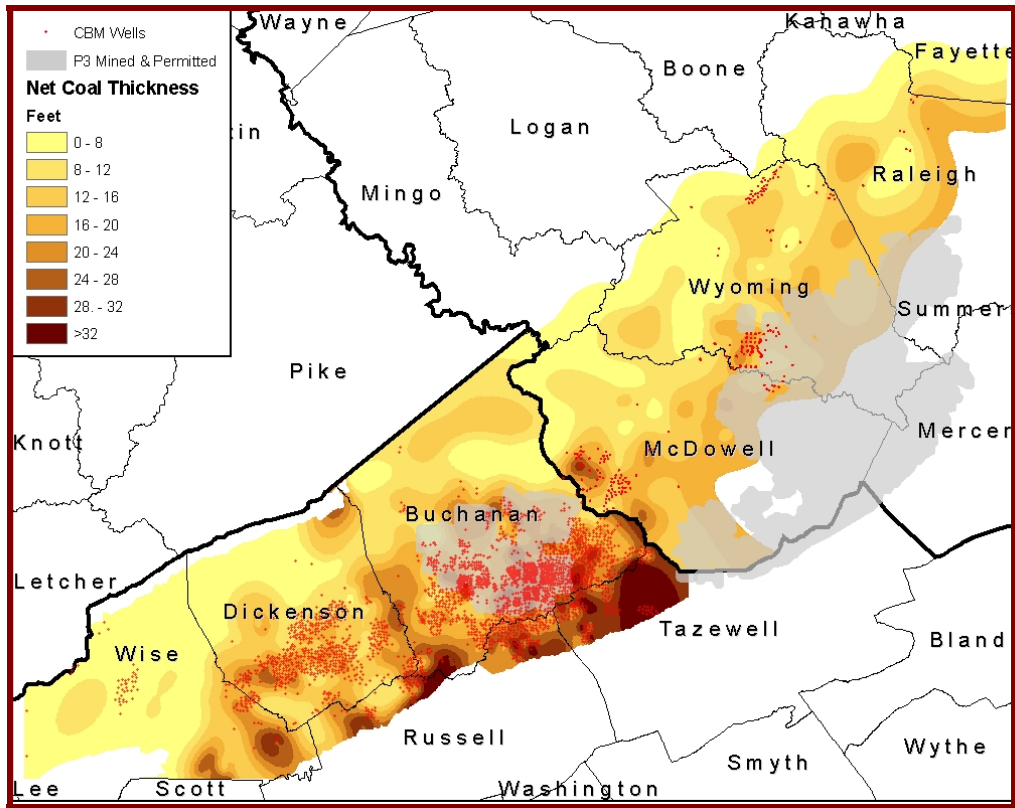 CBM Wells
P3 Mined & Permitted
Net Coal Thickness
Feet
0 - 8
8 - 12
12 - 16
16 - 20
20 - 24
24 - 28
28. - 32
>32
Wayne
Kanawha
Fayette
Boone
tin
Logan
Raleigh
Mingo
Wyoming
Summer
Pike
Knott
McDowell
Mercer
Buchanan
Letcher
Dickenson
Tazewell
Bland
Wise
Russell
Wythe
Smyth
Lee
Scott
Washington